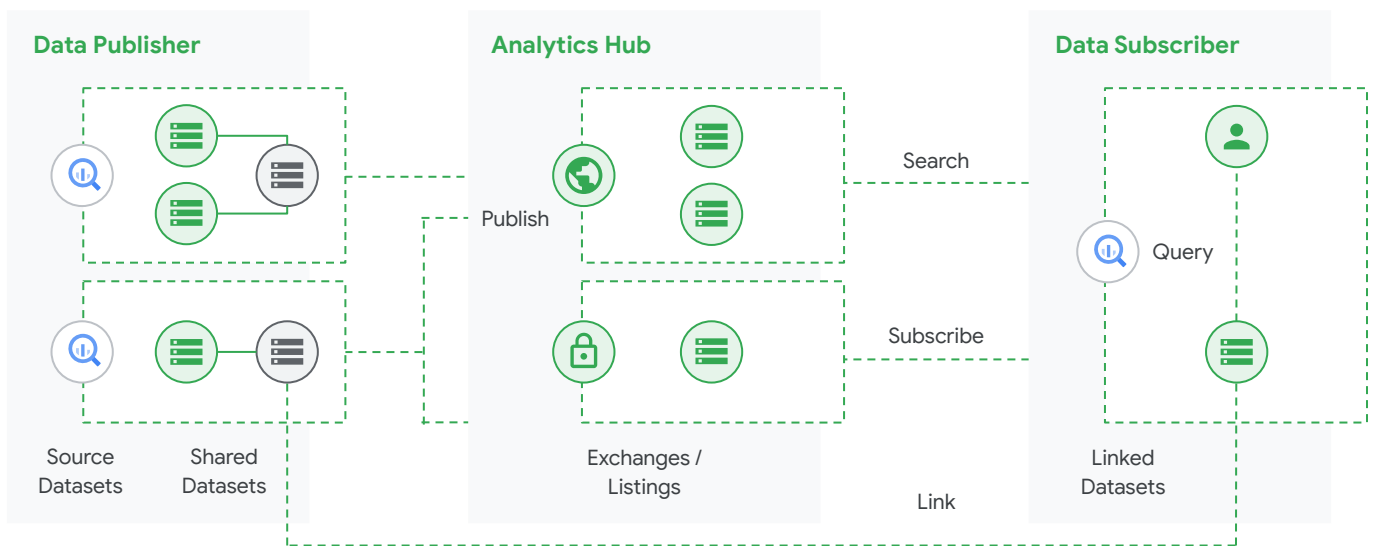 Data Publisher
Analytics Hub
Data Subscriber
Search
Publish
Query
Subscribe
Source
Datasets
Shared
Datasets
Exchanges /
Listings
Linked
Datasets
Link